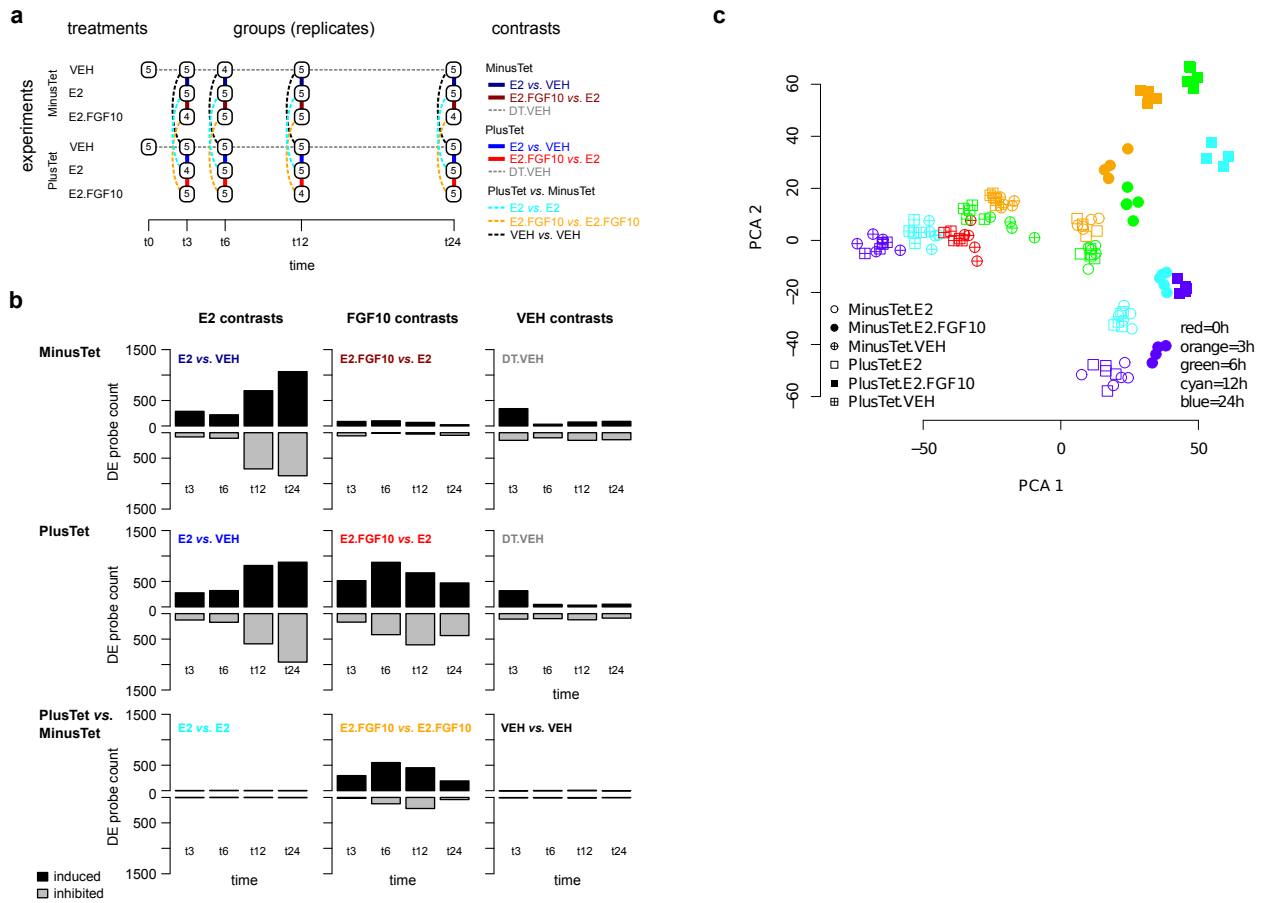 a
treatments groups (replicates) contrasts
experiments
MinusTet
VEH 5 5 4 5 5
E2 5 5 5 5
E2.FGF10 4 5 5 4
PlusTet
VEH 5 5 5 5 5
E2 4 5 5 5
E2.FGF10 5 5 4 5
t0 t3 t6 t12 t24
time
MinusTet
E2 vs. VEH
E2.FGF10 vs. E2
DT.VEH
PlusTet
E2 vs. VEH
E2.FGF10 vs. E2
DT.VEH
PlusTet vs. MinusTet
E2 vs. E2
E2.FGF10 vs. E2.FGF10
VEH vs. VEH
b
E2 contrasts FGF10 contrasts VEH contrasts
MinusTet
E2 vs. VEH E2.FGF10 vs. E2 DT.VEH
DE probe count
1500
500
0
500
1500
t3 t6 t12 t24 t3 t6 t12 t24 t3 t6 t12 t24
PlusTet
E2 vs. VEH E2.FGF10 vs. E2 DT.VEH
DE probe count
1500
500
0
500
1500
t3 t6 t12 t24 t3 t6 t12 t24 t3 t6 t12 t24
time
PlusTet vs.
MinusTet
E2 vs. E2 E2.FGF10 vs. E2.FGF10 VEH vs. VEH
DE probe count
1500
500
0
500
1500
t3 t6 t12 t24 t3 t6 t12 t24 t3 t6 t12 t24
time time time
induced
inhibited
c
PCA 2
60
40
20
0
−20
−40
−60
MinusTet.E2
MinusTet.E2.FGF10
MinusTet.VEH
PlusTet.E2
PlusTet.E2.FGF10
PlusTet.VEH
red=0h
orange=3h
green=6h
cyan=12h
blue=24h
−50 0 50
PCA 1